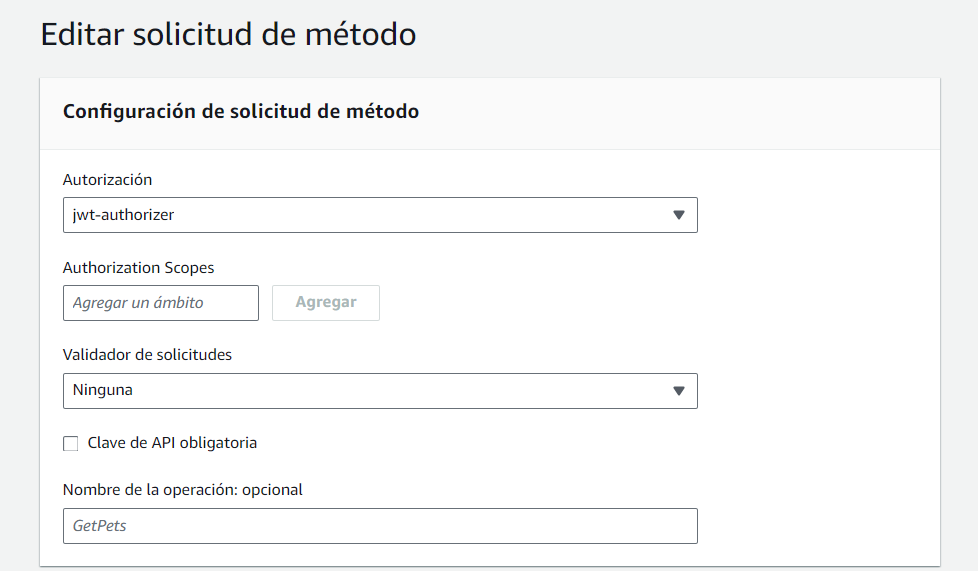 Editar solicitud de método
Configuración de solicitud de método
Autorización
jwt-authorizer
Authorization Scopes
Agregar un ámbito
Agregar
Validador de solicitudes
Ninguna
Clave de API obligatoria
Nombre de la operación: opcional
GetPets